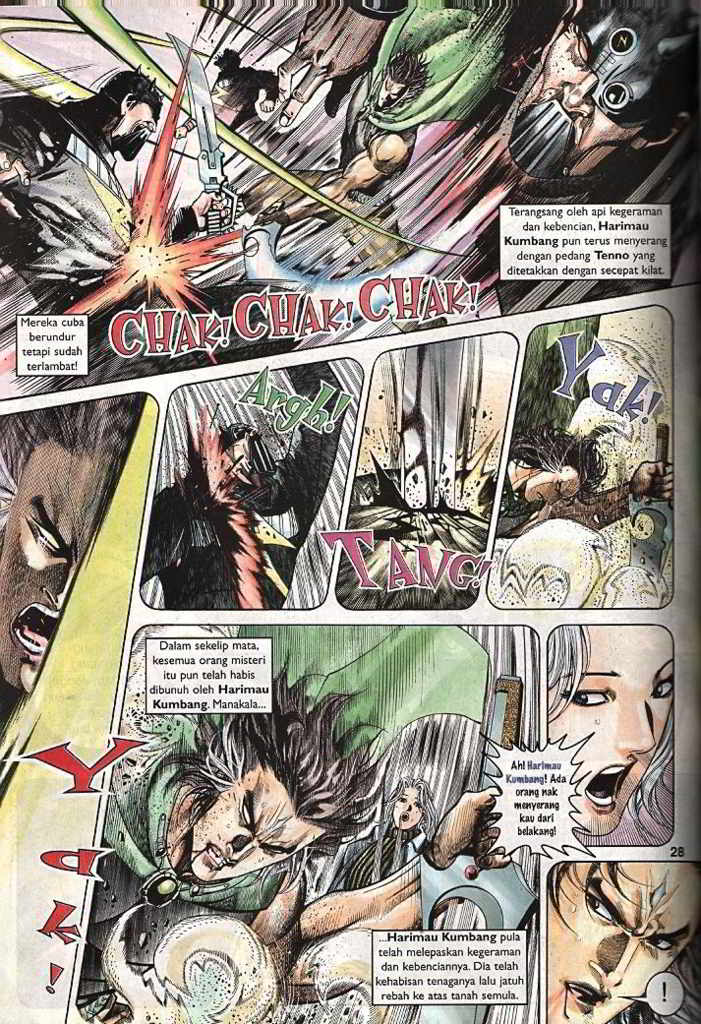 N
Terangsang oleh api kegeraman
dan kebencian, Harimau
Kumbang pun terus menyerang
dengan pedang Tenno yang
ditetakkan dengan secepat kilat.
CHAK! CHAK! CHAK!
Mereka cuba
berundur
tetapi sudah
terlambat!
Argh!
TANG!
Yak!
Dalam sekelip mata,
kesemua orang misteri
itu pun telah habis
dibunuh oleh Harimau
Kumbang. Manakala...
Yak!
Ah! Harimau
Kumbang! Ada
orang nak
menyerang
kau dari
belakang!
28
...Harimau Kumbang pula
telah melepaskan kegeraman
dan kebenciannya. Dia telah
kehabisan tenaganya lalu jatuh
rebah ke atas tanah semula.
!